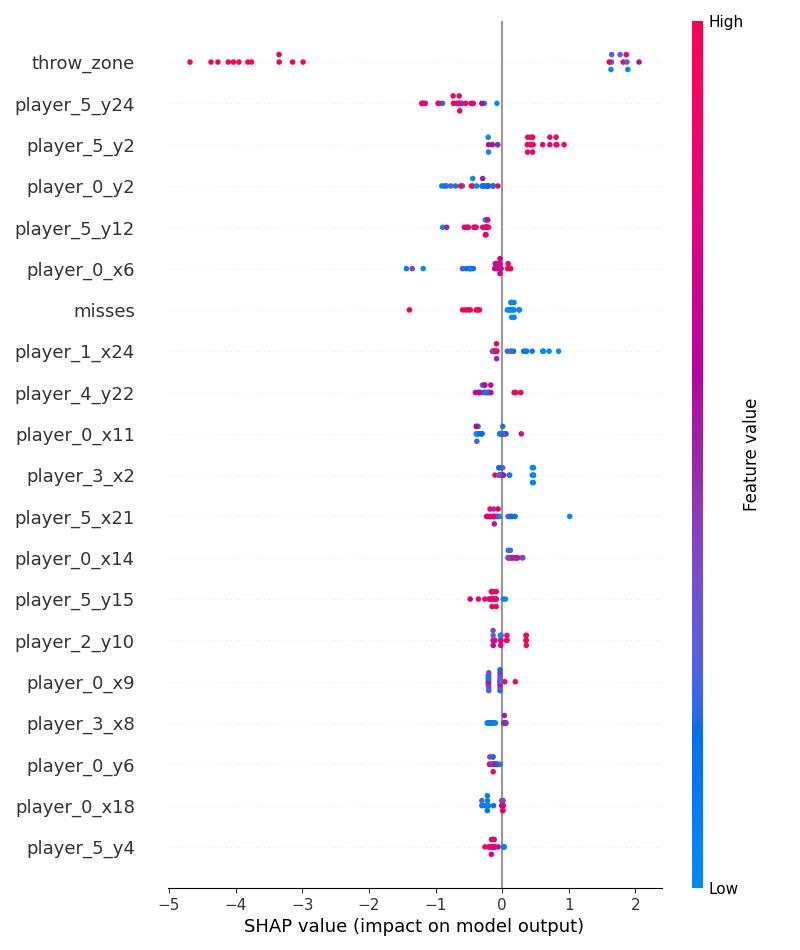 High
throw_zone
player_5_y24
player_5_y2
player_0_y2
player_5_y12
player_0_x6
misses
player_1_x24
player_4_y22
player_0_x11
player_3_x2
player_5_x21
player_0_x14
player_5_y15
player_2_y10
player_0_x9
player_3_x8
player_0_y6
player_0_x18
player_5_y4
Feature value
Low
−5 −4 −3 −2 −1 0 1 2
SHAP value (impact on model output)